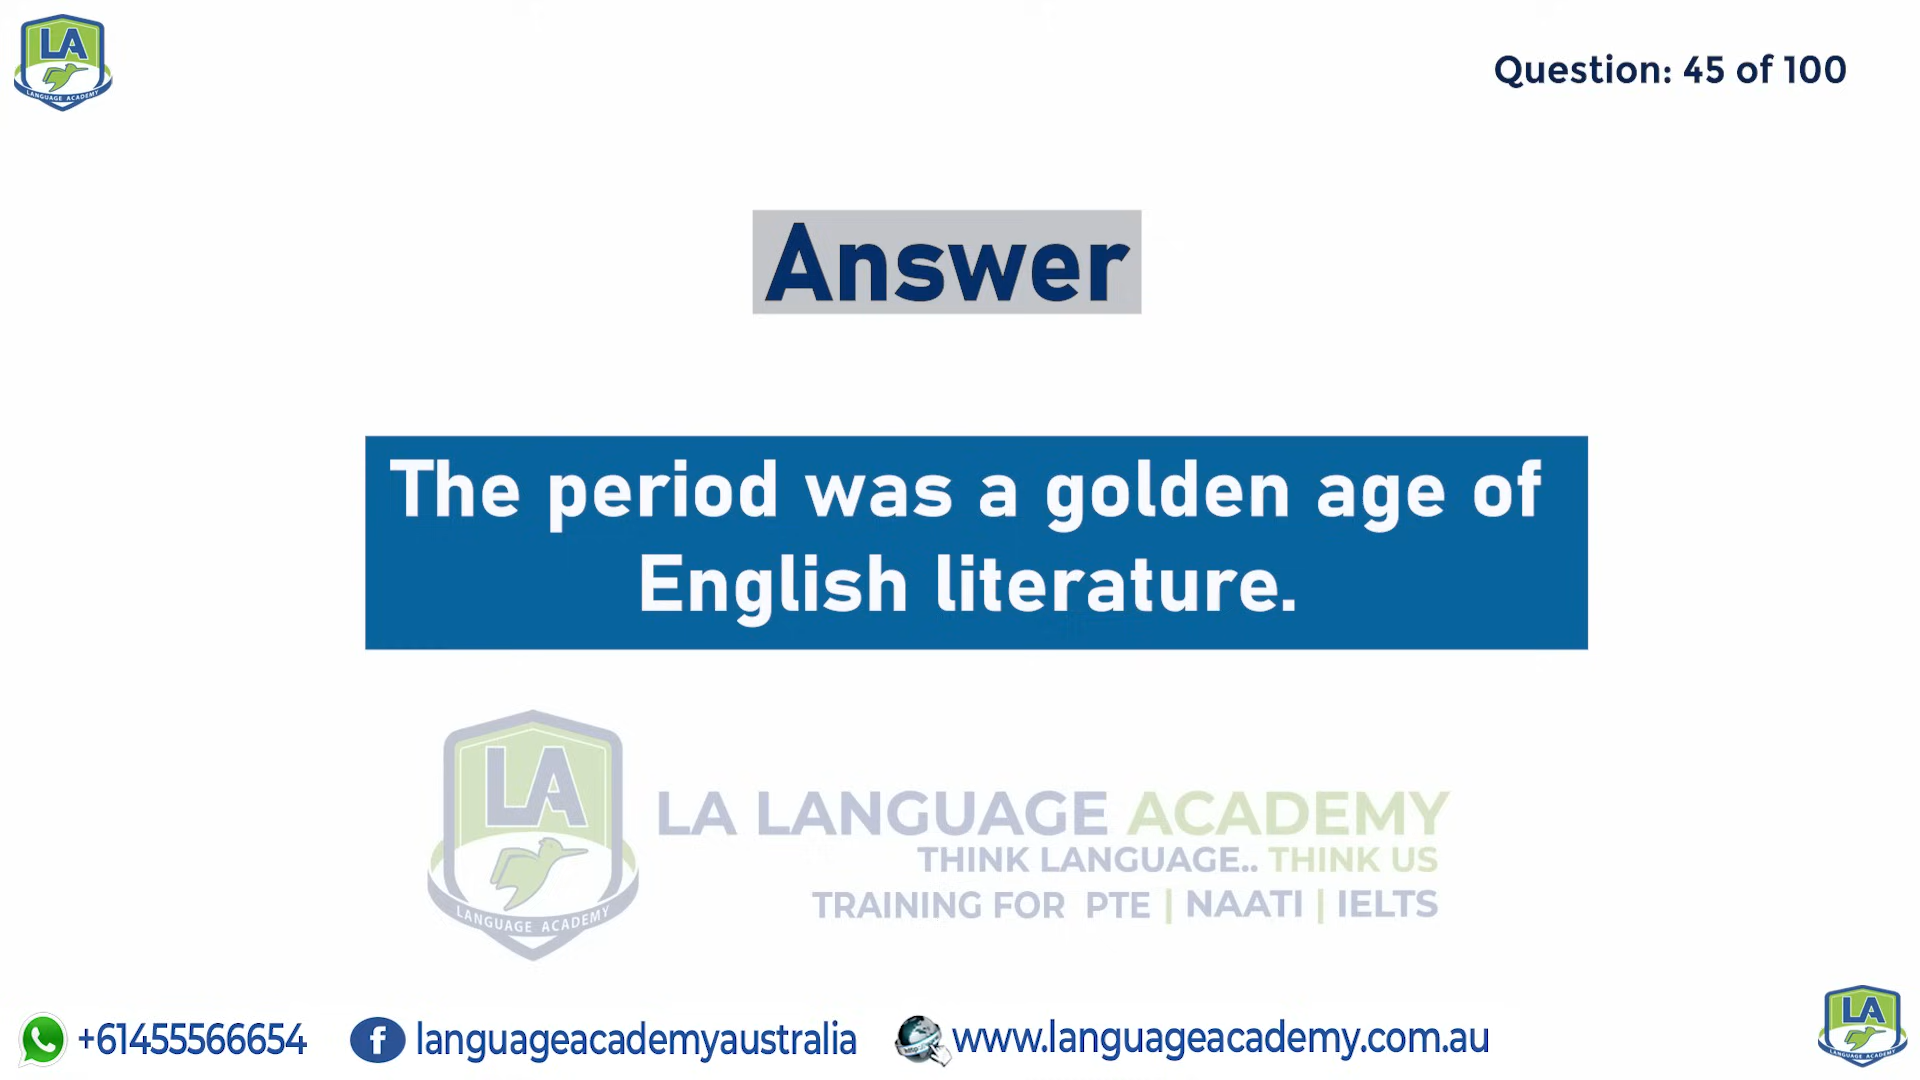 LA
LANGUAGE ACADEMY
Question: 45 of 100
Answer
The period was a golden age of
English literature.
LA
LANGUAGE ACADEMY
LA LANGUAGE ACADEMY
THINK LANGUAGE.. THINK US
TRAINING FOR PTE | NAATI | IELTS
+61455566654
languageacademyaustralia
www.languageacademy.com.au
LA
LANGUAGE ACADEMY